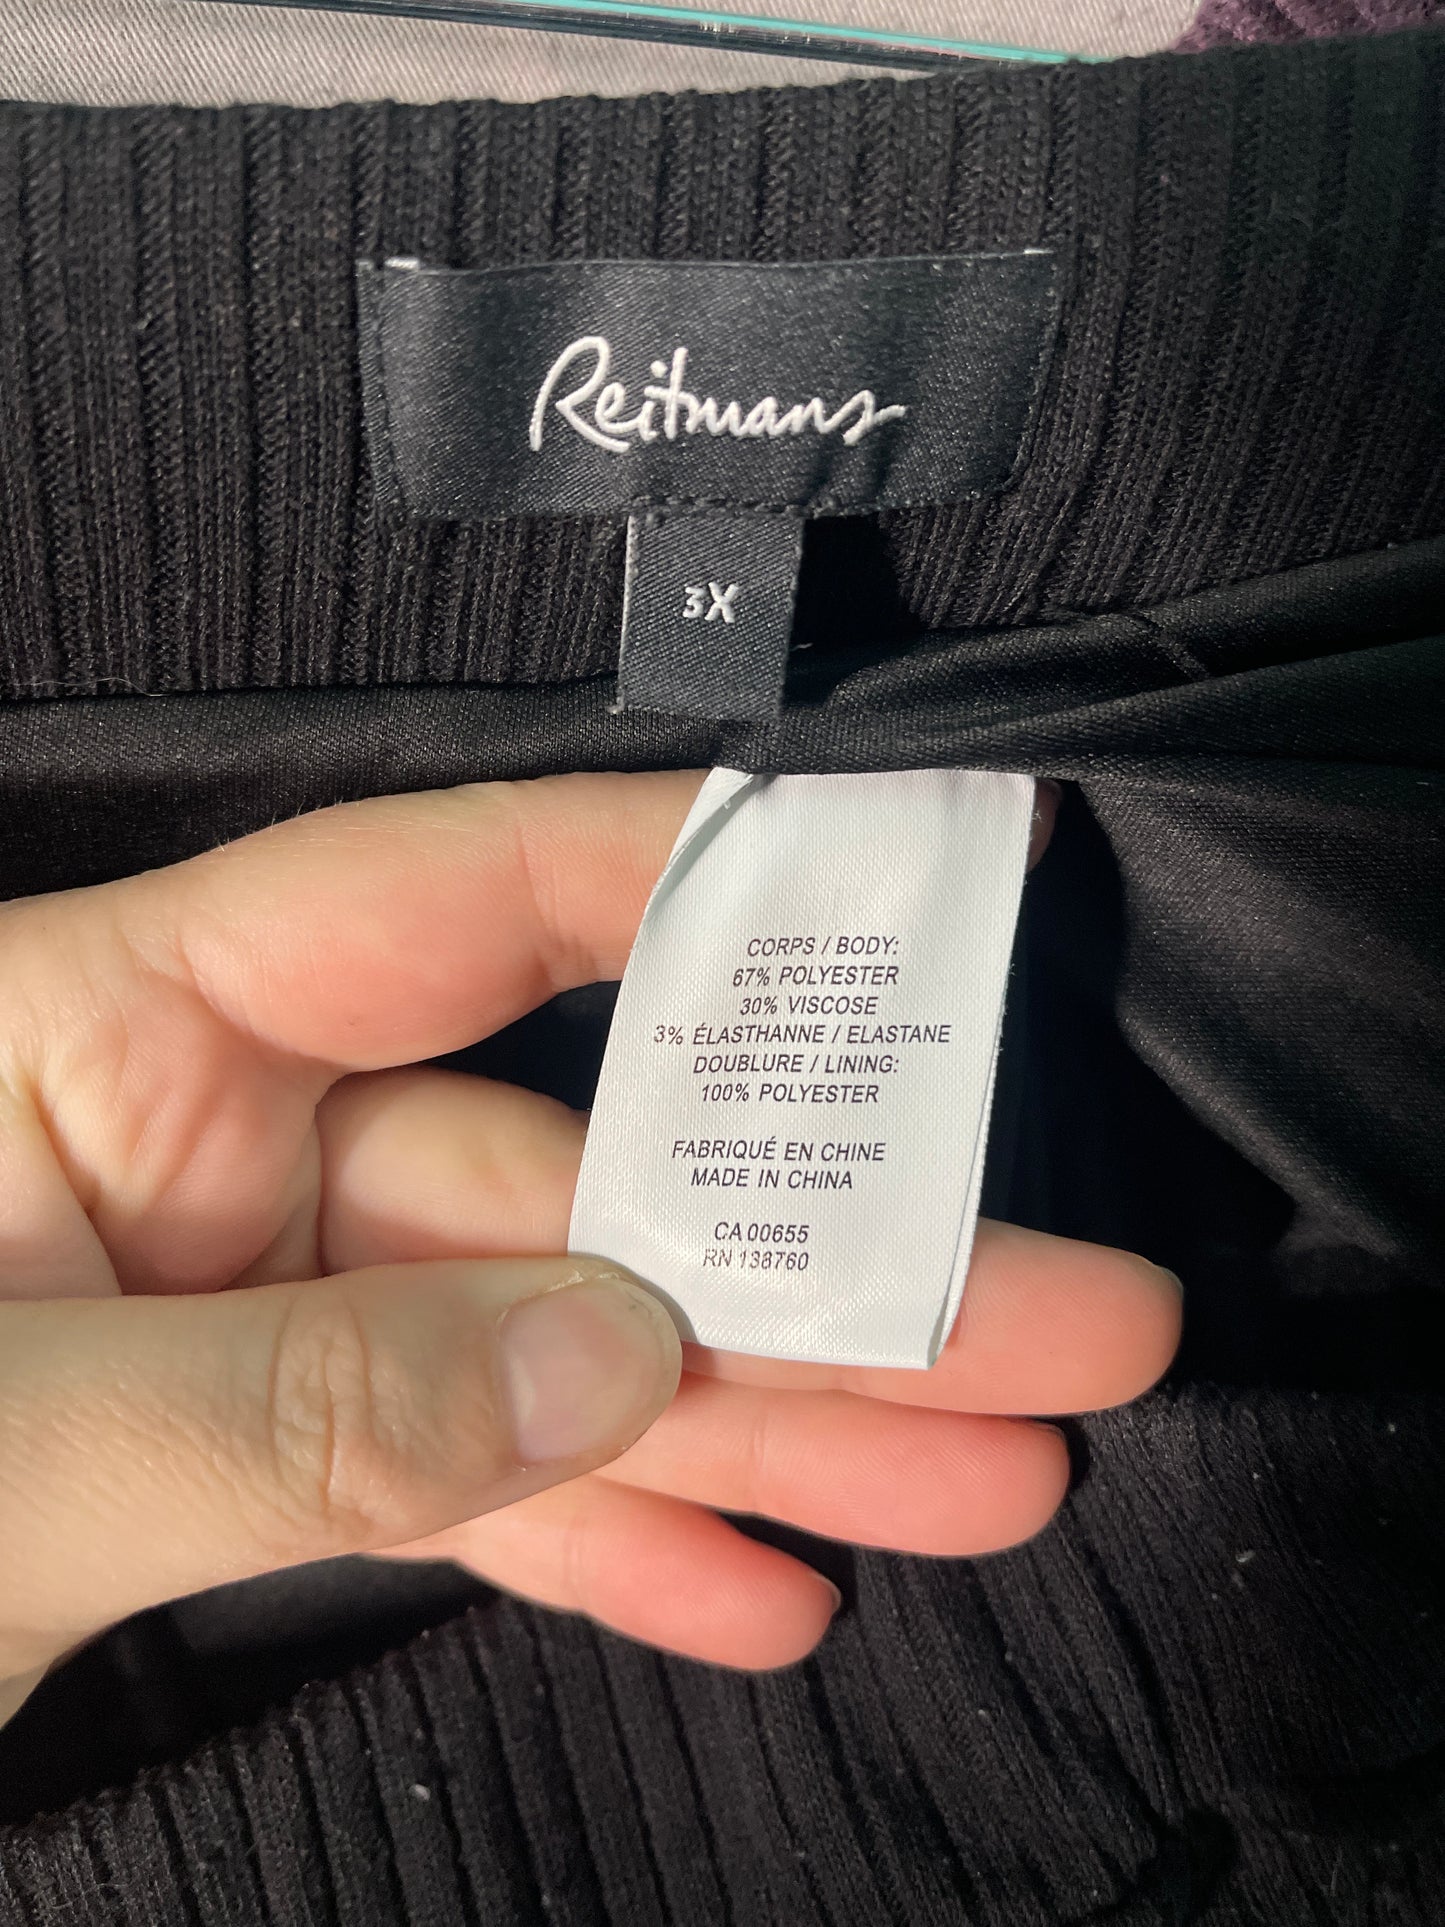 Reitmans
3X
CORPS / BODY:
67% POLYESTER
30% VISCOSE
3% ÉLASTHANNE / ELASTANE
DOUBLURE / LINING:
100% POLYESTER
FABRIQUÉ EN CHINE
MADE IN CHINA
CA 00655
RN 138760